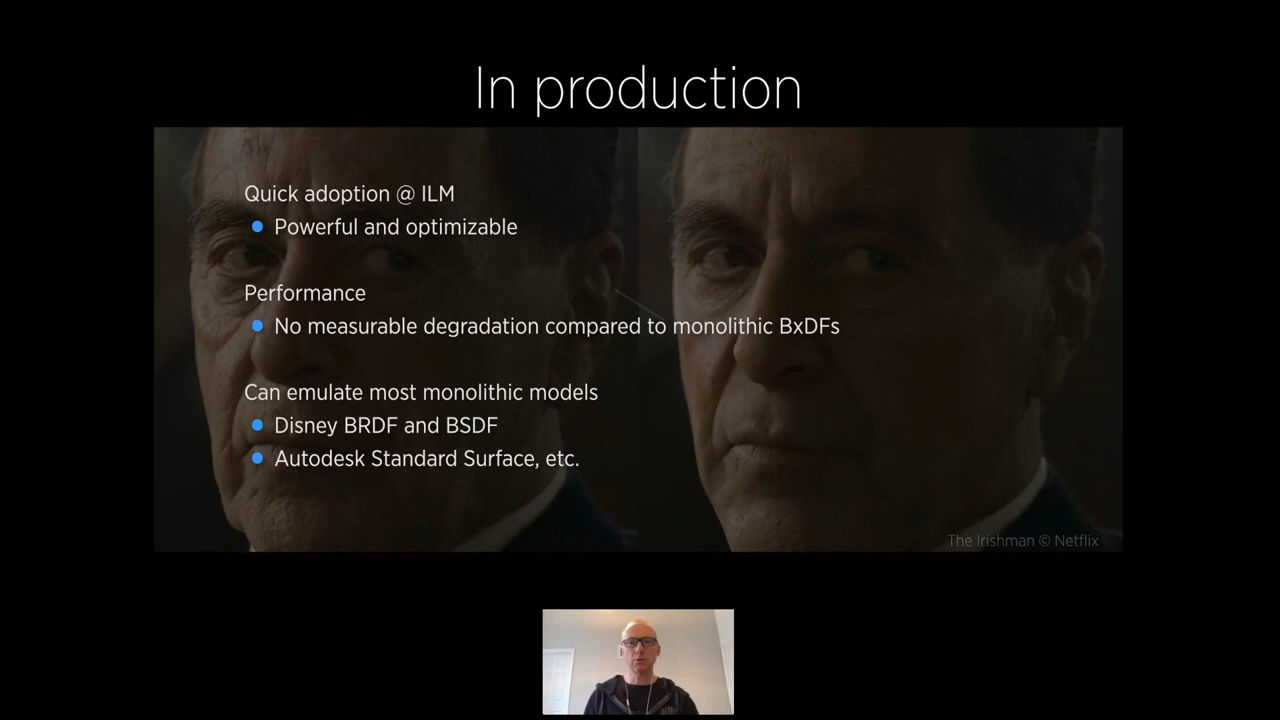 In production
Quick adoption @ ILM
Powerful and optimizable
Performance
No measurable degradation compared to monolithic BxDFs
Can emulate most monolithic models
Disney BRDF and BSDF
Autodesk Standard Surface, etc.
The Irishman © Netflix